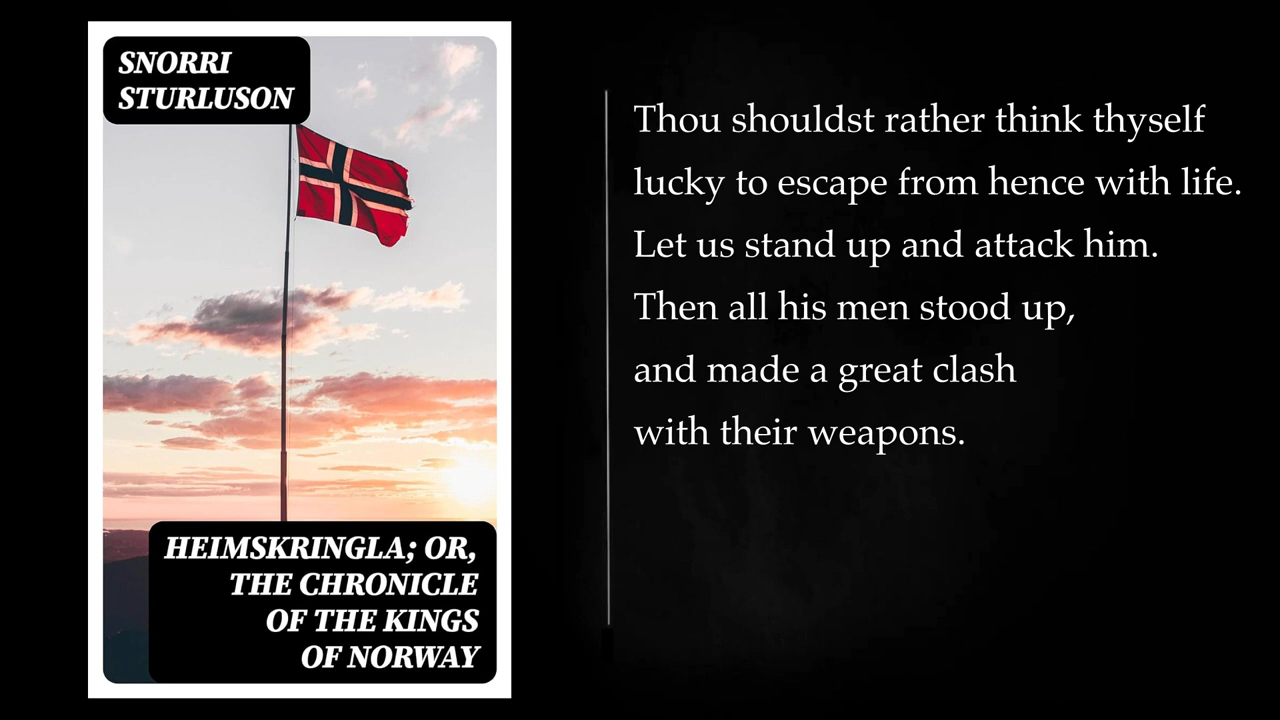 SNORRI
STURLUSON
HEIMSKRINGLA; OR,
THE CHRONICLE
OF THE KINGS
OF NORWAY
Thou shouldst rather think thyself
lucky to escape from hence with life.
Let us stand up and attack him.
Then all his men stood up,
and made a great clash
with their weapons.